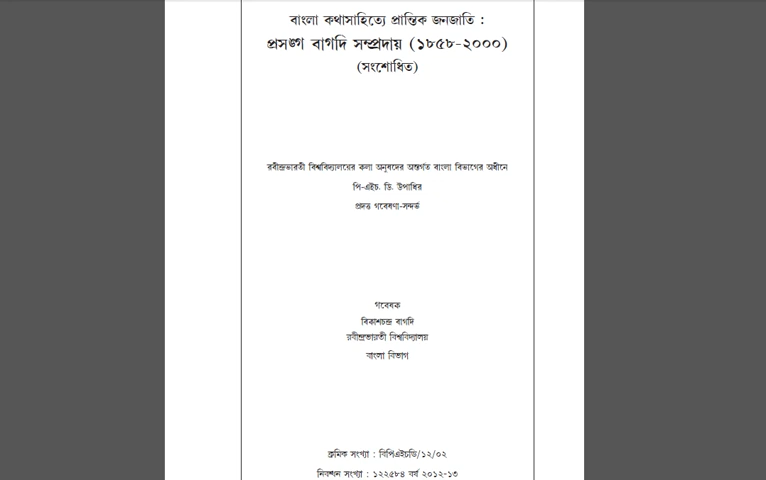 বাংলা কথাসাহিত্যে প্রান্তিক জনজাতি :
প্রসঙ্গ বাগদি সম্প্রদায় (১৮৫৮-২০০০)
(সংশোধিত)
রবীন্দ্রভারতী বিশ্ববিদ্যালয়ের কলা অনুষদের অন্তর্গত বাংলা বিভাগের অধীনে
পি-এইচ. ডি. উপাধির
প্রদত্ত গবেষণা-সন্দর্ভ
গবেষক
বিকাশচন্দ্র বাগদি
রবীন্দ্রভারতী বিশ্ববিদ্যালয়
বাংলা বিভাগ
ক্রমিক সংখ্যা : বিপিএইচডি/১২/০২
নিবন্ধন সংখ্যা : ১২২৫৮৪ বর্ষ ২০১২-১৩